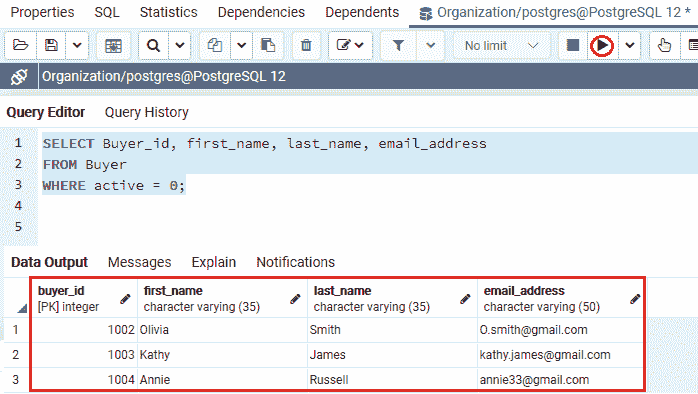 Properties SQL Statistics Dependencies Dependents Organization/postgres@PostgreSQL 12 *
No limit
Organization/postgres@PostgreSQL 12
Query Editor Query History
1 SELECT Buyer_id, first_name, last_name, email_address
2 FROM Buyer
3 WHERE active = 0;
4
5
Data Output Messages Explain Notifications
buyer_id first_name last_name email_address
[PK] integer character varying (35) character varying (35) character varying (50)
1 1002 Olivia Smith O.smith@gmail.com
2 1003 Kathy James kathy.james@gmail.com
3 1004 Annie Russell annie33@gmail.com